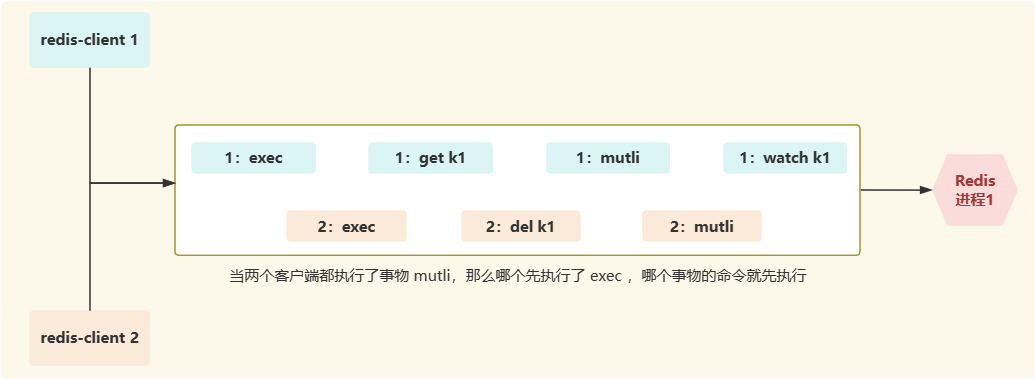 redis-client 1
1：exec
1：get k1
1：mutli
1：watch k1
Redis
进程1
2：exec
2：del k1
2：mutli
当两个客户端都执行了事物 mutli，那么哪个先执行了 exec ，哪个事物的命令就先执行
redis-client 2